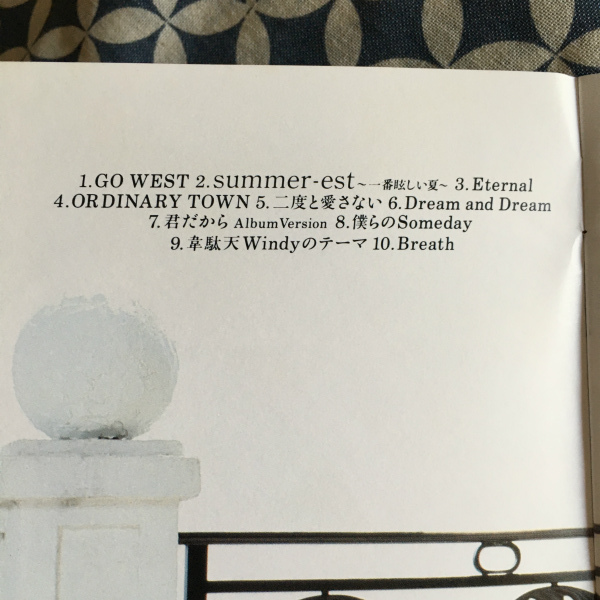 1.GO WEST 2.summer-est～一番眩しい夏～ 3.Eternal
4.ORDINARY TOWN 5.二度と愛さない 6.Dream and Dream
7.君だから Album Version 8.僕らのSomeday
9.韋駄天Windyのテーマ 10.Breath